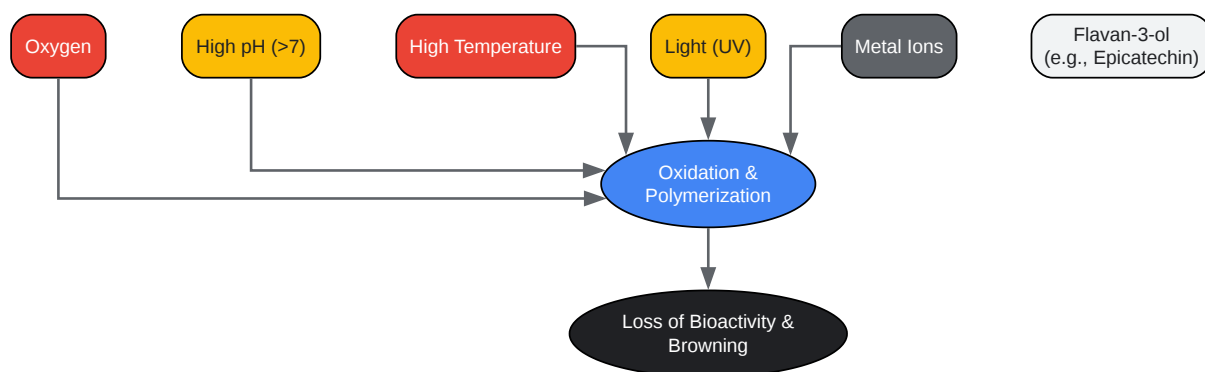 Oxygen
High pH (>7)
High Temperature
Light (UV)
Metal Ions
Flavan-3-ol
(e.g., Epicatechin)
Oxidation &
Polymerization
Loss of Bioactivity &
Browning